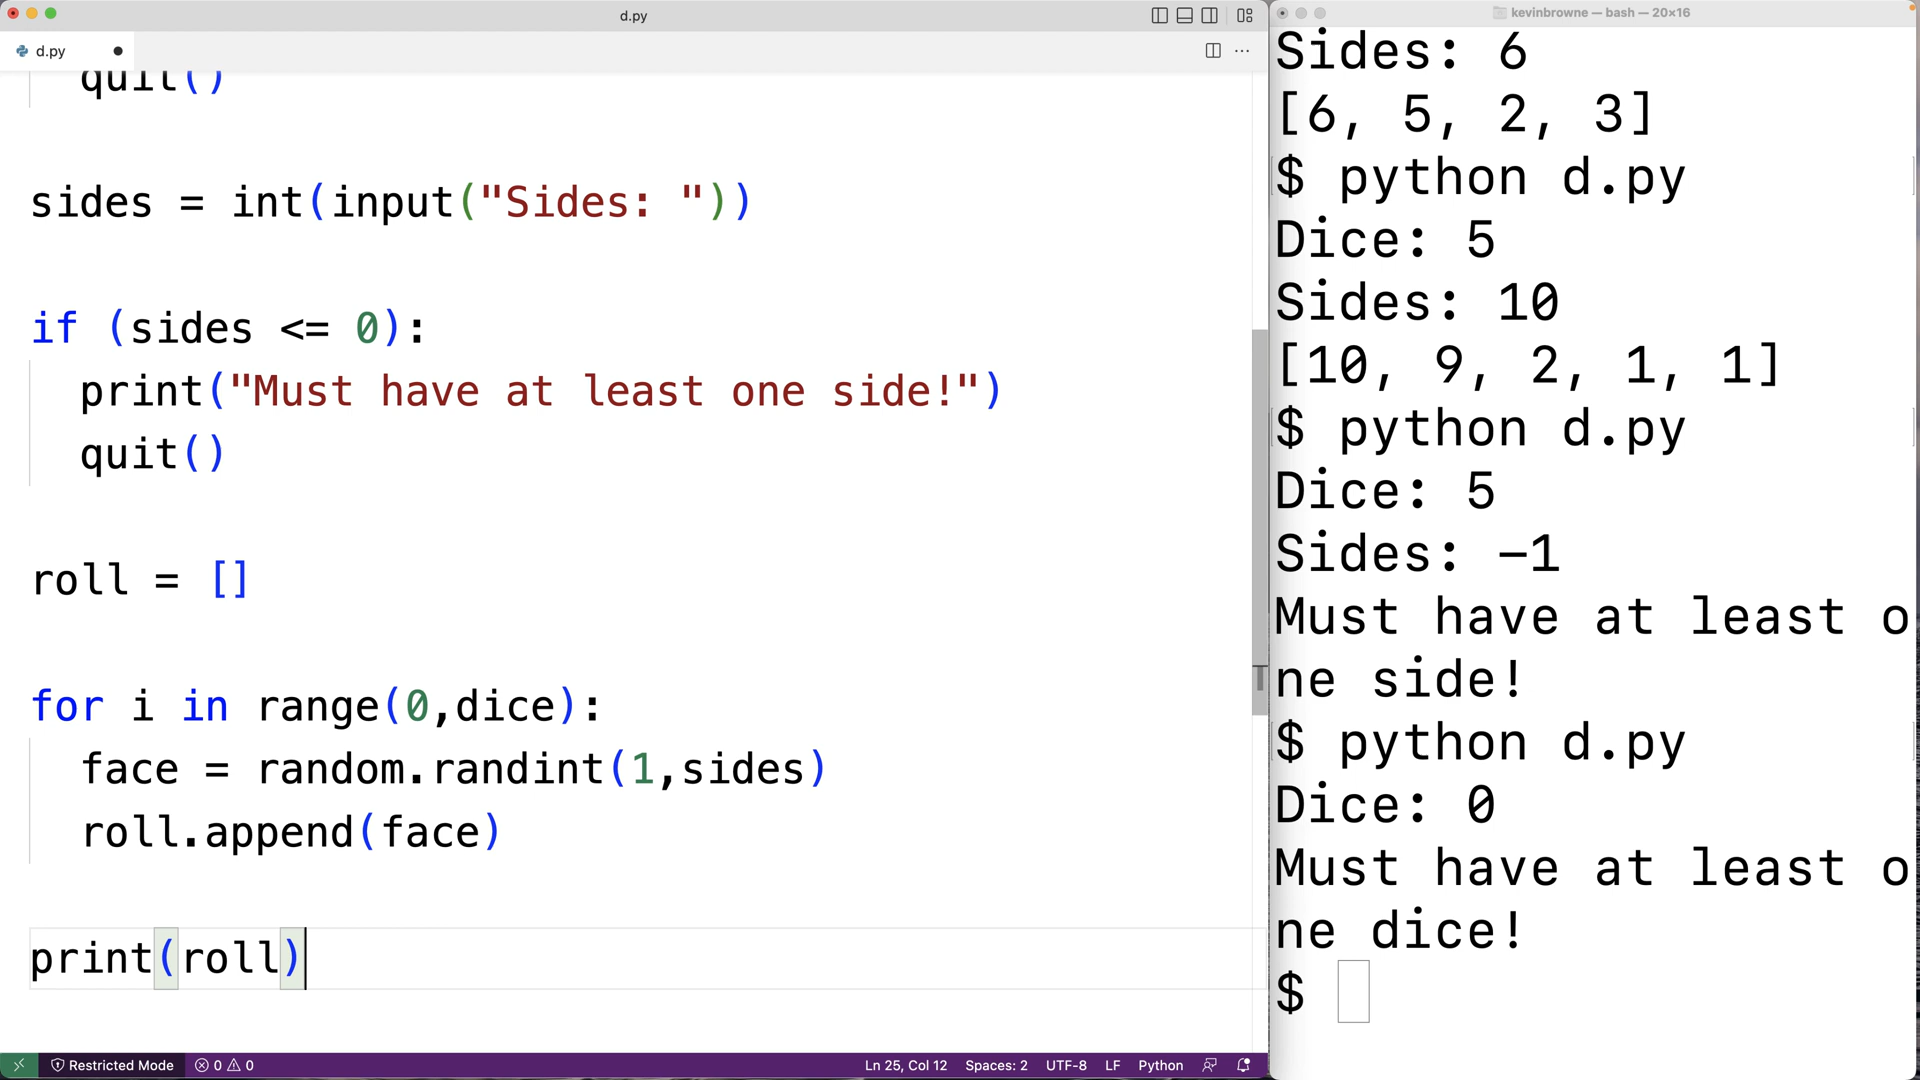 d.py
d.py
quit()
sides = int(input("Sides: "))
if (sides <= 0):
print("Must have at least one side!")
quit()
roll = []
for i in range(0,dice):
face = random.randint(1,sides)
roll.append(face)
print(roll)
Restricted Mode
0
0
Ln 25, Col 12
Spaces: 2
UTF-8
LF
Python
kevinbrowne — bash — 20×16
Sides: 6
[6, 5, 2, 3]
$ python d.py
Dice: 5
Sides: 10
[10, 9, 2, 1, 1]
$ python d.py
Dice: 5
Sides: -1
Must have at least o
ne side!
$ python d.py
Dice: 0
Must have at least o
ne dice!
$